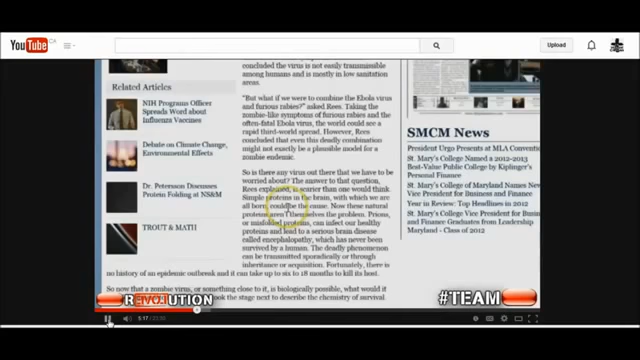 YouTube CA
Upload
concluded the virus is not easily transmissible
among humans and is mostly in low sanitation
areas.
Related Articles
NIH Programs Officer
Spreads Word about
Influenza Vaccines
Debate on Climate Change,
Environmental Effects
Dr. Petersson Discusses
Protein Folding at NS&M
TROUT & MATH
"But what if we were to combine the Ebola virus
and furious rabies?" asked Rees. Taking the
zombie-like symptoms of furious rabies and the
often-fatal Ebola virus, the world could see a
rapid third-world spread. However, Rees
concluded that even this deadly combination
might not exactly be a plausible model for a
zombie endemic.
So is there any virus out there that we have to be
worried about? The answer to that question,
Rees explained, is scarier than one would think.
Simple proteins in the brain, with which we are
all born, could be the cause. Now these natural
proteins aren't themselves the problem. Prions,
or misfolded proteins, can infect our healthy
proteins and lead to a serious brain disease
called encephalopathy, which has never been
survived by a human. The deadly phenomenon
can be transmitted sporadically or through
inheritance or acquisition. Fortunately, there is
no history of an epidemic outbreak and it can take up to six to 18 months to kill its host.
So now that a zombie virus, or something close to it, is biologically possible, what would it
took the stage next to describe the chemistry of survival
SMCM News
President Urgo Presents at MLA Convention
St. Mary's College Named a 2012-2013
Best-Value Public College by Kiplinger's
Personal Finance
St. Mary's College of Maryland Names New
Vice President for Business and Finance
Year in Review: Top Headlines in 2012
St. Mary's College Vice President for Business
and Finance Graduates from Leadership
Maryland - Class of 2012
REVOLUTION
#TEAM
5:17